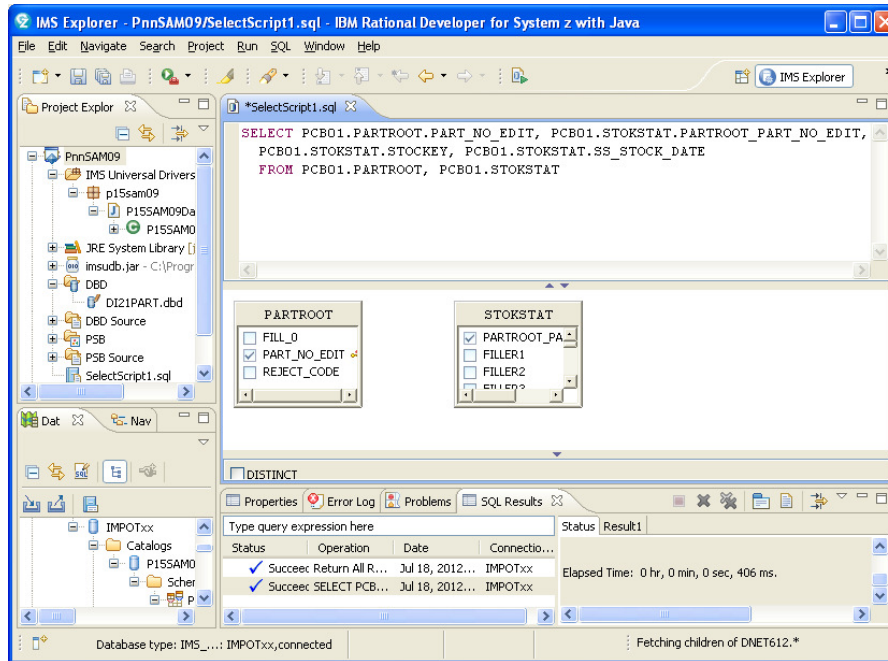 IMS Explorer - PnnSAM09/SelectScript1.sql - IBM Rational Developer for System z with Java
File Edit Navigate Search Project Run SQL Window Help
IMS Explorer
Project Explor
PnnSAM09
IMS Universal Drivers
p15sam09
P15SAM09Da
P15SAM0
JRE System Library [j
imsudb.jar - C:\Progr
DBD
DI21PART.dbd
DBD Source
PSB
PSB Source
SelectScript1.sql
*SelectScript1.sql
SELECT PCB01.PARTROOT.PART_NO_EDIT, PCB01.STOKSTAT.PARTROOT_PART_NO_EDIT,
PCB01.STOKSTAT.STOCKEY, PCB01.STOKSTAT.SS_STOCK_DATE
FROM PCB01.PARTROOT, PCB01.STOKSTAT
PARTROOT
FILL_0
PART_NO_EDIT
REJECT_CODE
STOKSTAT
PARTROOT_PA
FILLER1
FILLER2
FILLER3
DISTINCT
Dat Nav
IMPOTxx
Catalogs
P15SAM0
Scher
P
Properties Error Log Problems SQL Results
Type query expression here
Status Operation Date Connectio...
Succeec Return All R... Jul 18, 2012... IMPOTxx
Succeec SELECT PCB... Jul 18, 2012... IMPOTxx
Status Result1
Elapsed Time: 0 hr, 0 min, 0 sec, 406 ms.
Database type: IMS_...: IMPOTxx,connected
Fetching children of DNET612.*